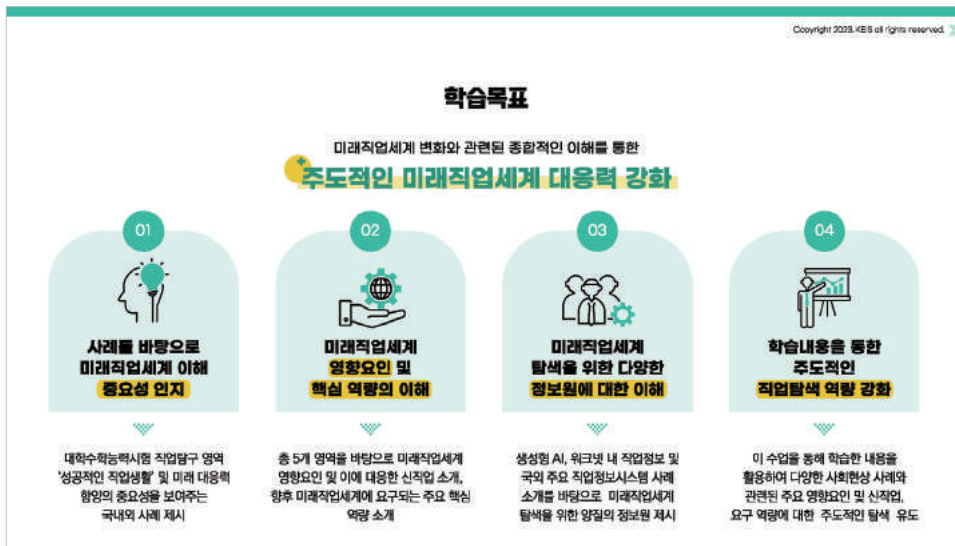 Copyright 2023.KEIS all rights reserved.
학습목표
미래직업세계 변화와 관련된 종합적인 이해를 통한
주도적인 미래직업세계 대응력 강화
01
사례를 바탕으로
미래직업세계 이해
중요성 인지
대학수학능력시험 직업탐구 영역
'성공적인 직업생활' 및 미래 대응력
함양의 중요성을 보여주는
국내외 사례 제시
02
미래직업세계
영향요인 및
핵심 역량의 이해
총 5개 영역을 바탕으로 미래직업세계
영향요인 및 이에 대응한 신직업 소개,
향후 미래직업세계에 요구되는 주요 핵심
역량 소개
03
미래직업세계
탐색을 위한 다양한
정보원에 대한 이해
생성형 AI, 워크넷 내 직업정보 및
국외 주요 직업정보시스템 사례
소개를 바탕으로 미래직업세계
탐색을 위한 양질의 정보원 제시
04
학습내용을 통한
주도적인
직업탐색 역량 강화
이 수업을 통해 학습한 내용을
활용하여 다양한 사회현상 사례와
관련된 주요 영향요인 및 신직업,
요구 역량에 대한 주도적인 탐색 유도